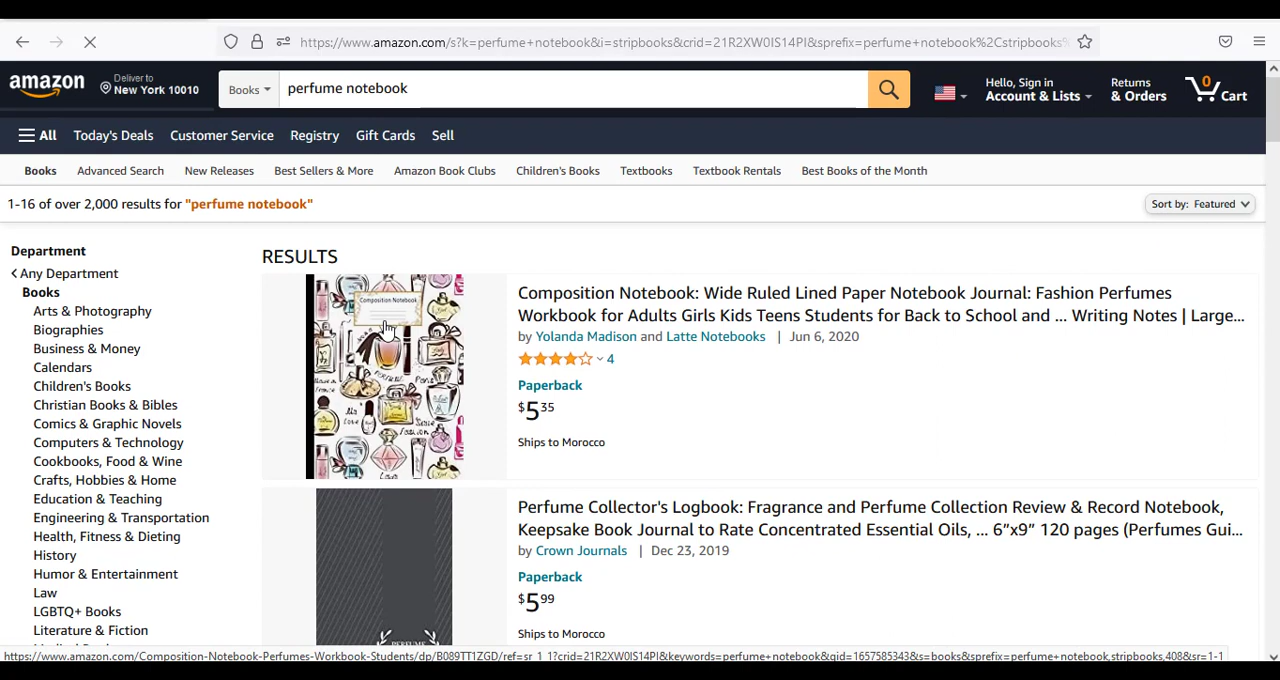 https://www.amazon.com/s?k=perfume+notebook&i=stripbooks&crid=21R2XW0IS14PI&sprefix=perfume+notebook%2Cstripbooks%
amazon
Deliver to
New York 10010
Books
perfume notebook
Hello, Sign in
Account & Lists
Returns
& Orders
0
Cart
All
Today's Deals
Customer Service
Registry
Gift Cards
Sell
Books
Advanced Search
New Releases
Best Sellers & More
Amazon Book Clubs
Children's Books
Textbooks
Textbook Rentals
Best Books of the Month
1-16 of over 2,000 results for "perfume notebook"
Sort by: Featured
Department
Any Department
Books
Arts & Photography
Biographies
Business & Money
Calendars
Children's Books
Christian Books & Bibles
Comics & Graphic Novels
Computers & Technology
Cookbooks, Food & Wine
Crafts, Hobbies & Home
Education & Teaching
Engineering & Transportation
Health, Fitness & Dieting
History
Humor & Entertainment
Law
LGBTQ+ Books
Literature & Fiction
RESULTS
Composition Notebook
Composition Notebook: Wide Ruled Lined Paper Notebook Journal: Fashion Perfumes
Workbook for Adults Girls Kids Teens Students for Back to School and ... Writing Notes | Large...
by Yolanda Madison and Latte Notebooks | Jun 6, 2020
4
Paperback
$5 35
Ships to Morocco
Perfume Collector's Logbook: Fragrance and Perfume Collection Review & Record Notebook,
Keepsake Book Journal to Rate Concentrated Essential Oils, ... 6”x9” 120 pages (Perfumes Gui...
by Crown Journals | Dec 23, 2019
Paperback
$5 99
Ships to Morocco
PERFUME
https://www.amazon.com/Composition-Notebook-Perfumes-Workbook-Students/dp/B089TT1ZGD/ref=sr_1_1?crid=21R2XW0IS14PI&keywords=perfume+notebook&qid=1657585343&s=books&sprefix=perfume+notebook,stripbooks,408&sr=1-1